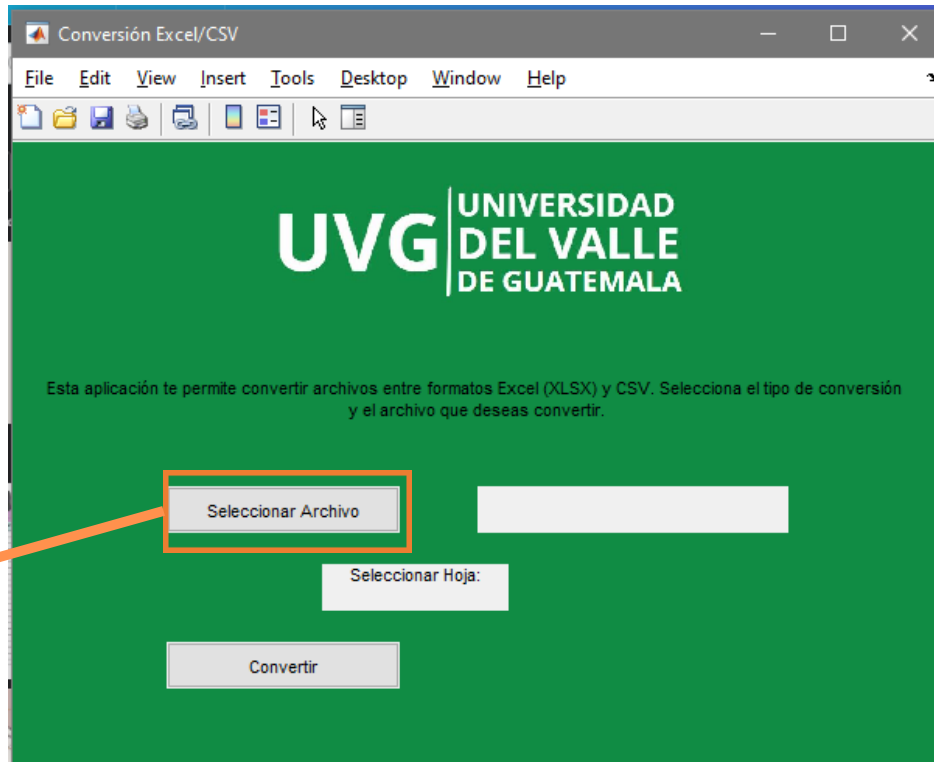 Conversión Excel/CSV
File Edit View Insert Tools Desktop Window Help
UVG
UNIVERSIDAD
DEL VALLE
DE GUATEMALA
Esta aplicación te permite convertir archivos entre formatos Excel (XLSX) y CSV. Selecciona el tipo de conversión
y el archivo que deseas convertir.
Seleccionar Archivo
Seleccionar Hoja:
Convertir